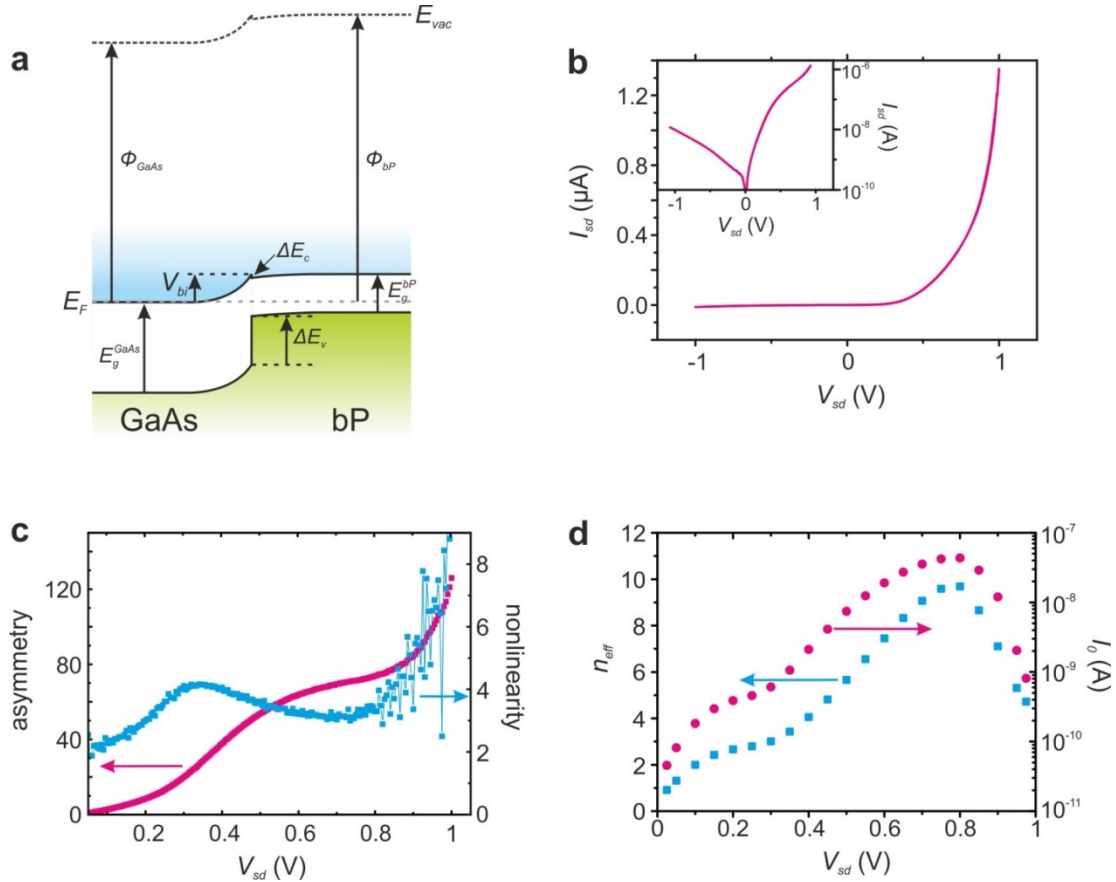 a
E_vac
Φ_GaAs
Φ_bP
ΔE_c
V_bi
E_F
E_g^bP
E_g^GaAs
ΔE_v
GaAs
bP
b
1.2
0.8
0.4
0.0
I_sd (µA)
-1
0
1
V_sd (V)
10^-6
10^-8
10^-10
I_sd (A)
-1
0
1
V_sd (V)
c
120
80
40
0
asymmetry
8
6
4
2
0
nonlinearity
0.2
0.4
0.6
0.8
1
V_sd (V)
d
12
10
8
6
4
2
0
n_eff
10^-7
10^-8
10^-9
10^-10
10^-11
I_0 (A)
0
0.2
0.4
0.6
0.8
1
V_sd (V)